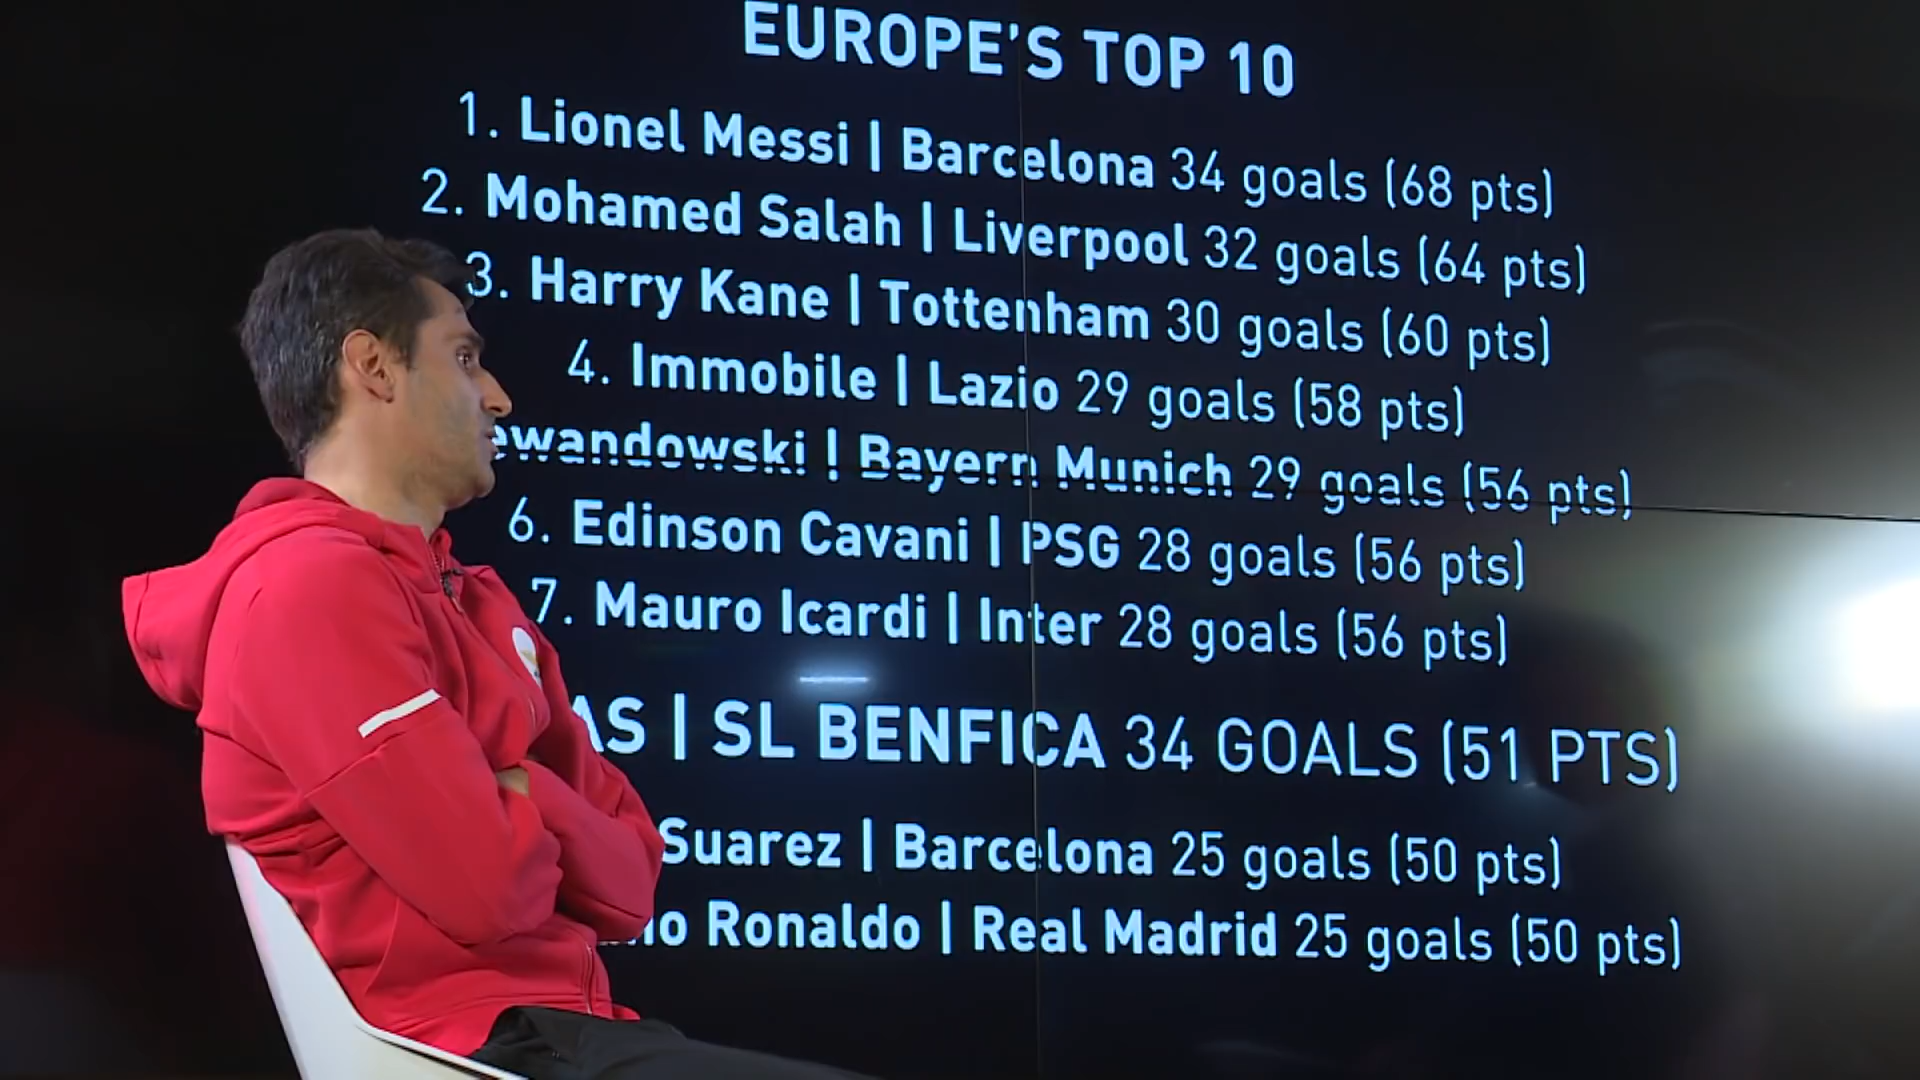 EUROPE'S TOP 10
1. Lionel Messi | Barcelona 34 goals (68 pts)
2. Mohamed Salah | Liverpool 32 goals (64 pts)
3. Harry Kane | Tottenham 30 goals (60 pts)
4. Immobile | Lazio 29 goals (58 pts)
ewandowski | Bayern Munich 29 goals (56 pts)
6. Edinson Cavani | PSG 28 goals (56 pts)
7. Mauro Icardi | Inter 28 goals (56 pts)
AS | SL BENFICA 34 GOALS (51 PTS)
Suarez | Barcelona 25 goals (50 pts)
no Ronaldo | Real Madrid 25 goals (50 pts)